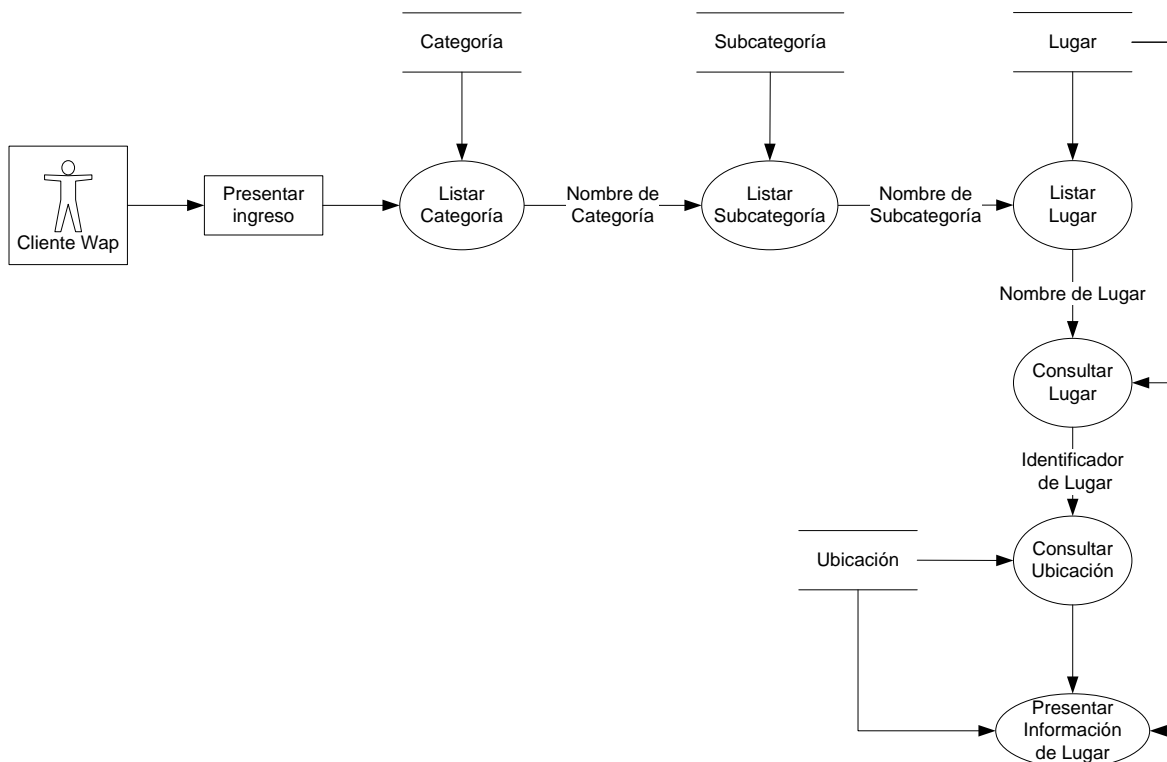 Categoría
Subcategoría
Lugar
Cliente Wap
Presentar
ingreso
Listar
Categoría
Nombre de
Categoría
Listar
Subcategoría
Nombre de
Subcategoría
Listar
Lugar
Nombre de Lugar
Consultar
Lugar
Identificador
de Lugar
Ubicación
Consultar
Ubicación
Presentar
Información
de Lugar